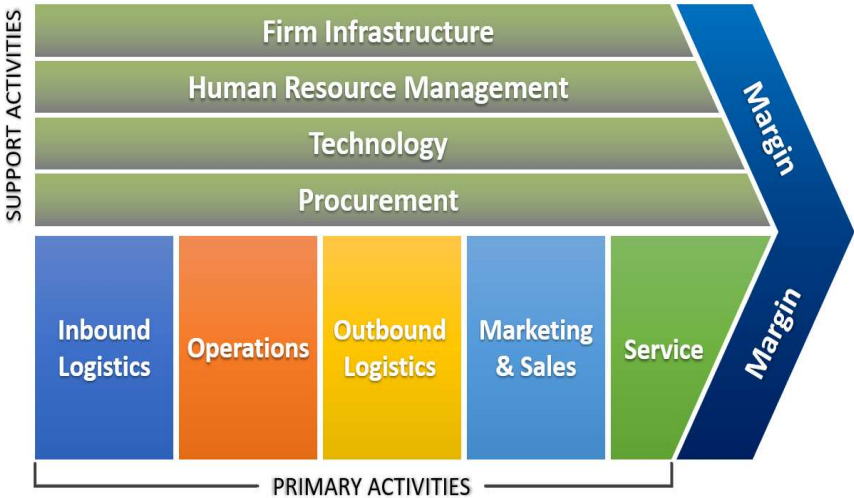 SUPPORT ACTIVITIES
Firm Infrastructure
Human Resource Management
Technology
Procurement
Margin
Inbound
Logistics
Operations
Outbound
Logistics
Marketing
& Sales
Service
Margin
PRIMARY ACTIVITIES